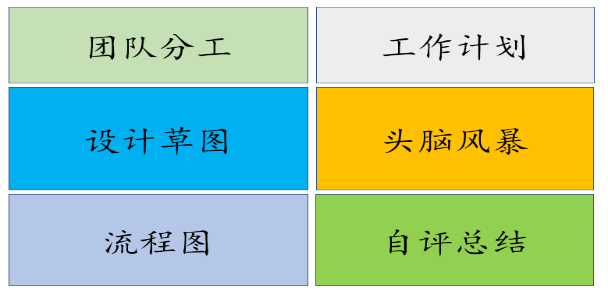 团队分工
工作计划
设计草图
头脑风暴
流程图
自评总结